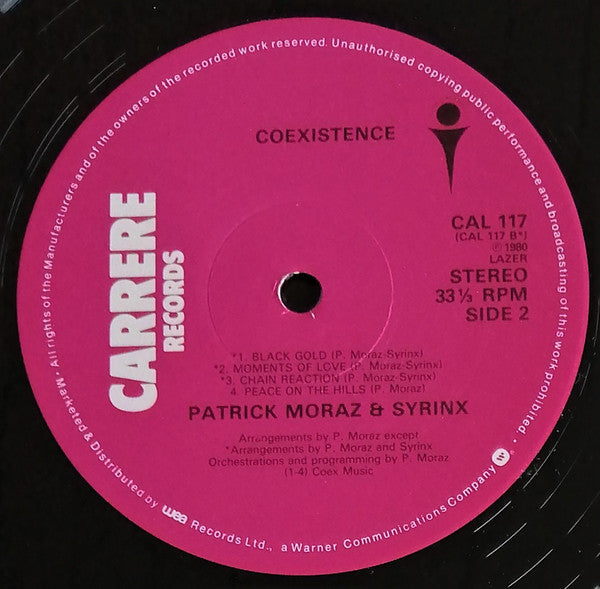 · All rights of the Manufacturers and of the owners of the recorded work reserved. Unauthorised copying public performance and broadcasting of this work prohibited. ·
COEXISTENCE
CARRERE
RECORDS
CAL 117
(CAL 117 B*)
℗ 1980
LAZER
STEREO
33⅓ RPM
SIDE 2
*1. BLACK GOLD (P. Moraz-Syrinx)
*2. MOMENTS OF LOVE (P. Moraz-Syrinx)
*3. CHAIN REACTION (P. Moraz-Syrinx)
4. PEACE ON THE HILLS (P. Moraz)
PATRICK MORAZ & SYRINX
Arrangements by P. Moraz except
*Arrangements by P. Moraz and Syrinx
Orchestrations and programming by P. Moraz
(1-4) Coex Music
Marketed & Distributed by wea Records Ltd., a Warner Communications Company W